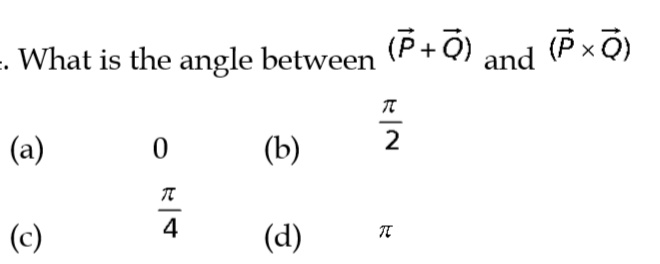 . What is the angle between (P⃗ + Q⃗) and (P⃗ × Q⃗)
(a) 0 (b) π/2
(c) π/4 (d) π